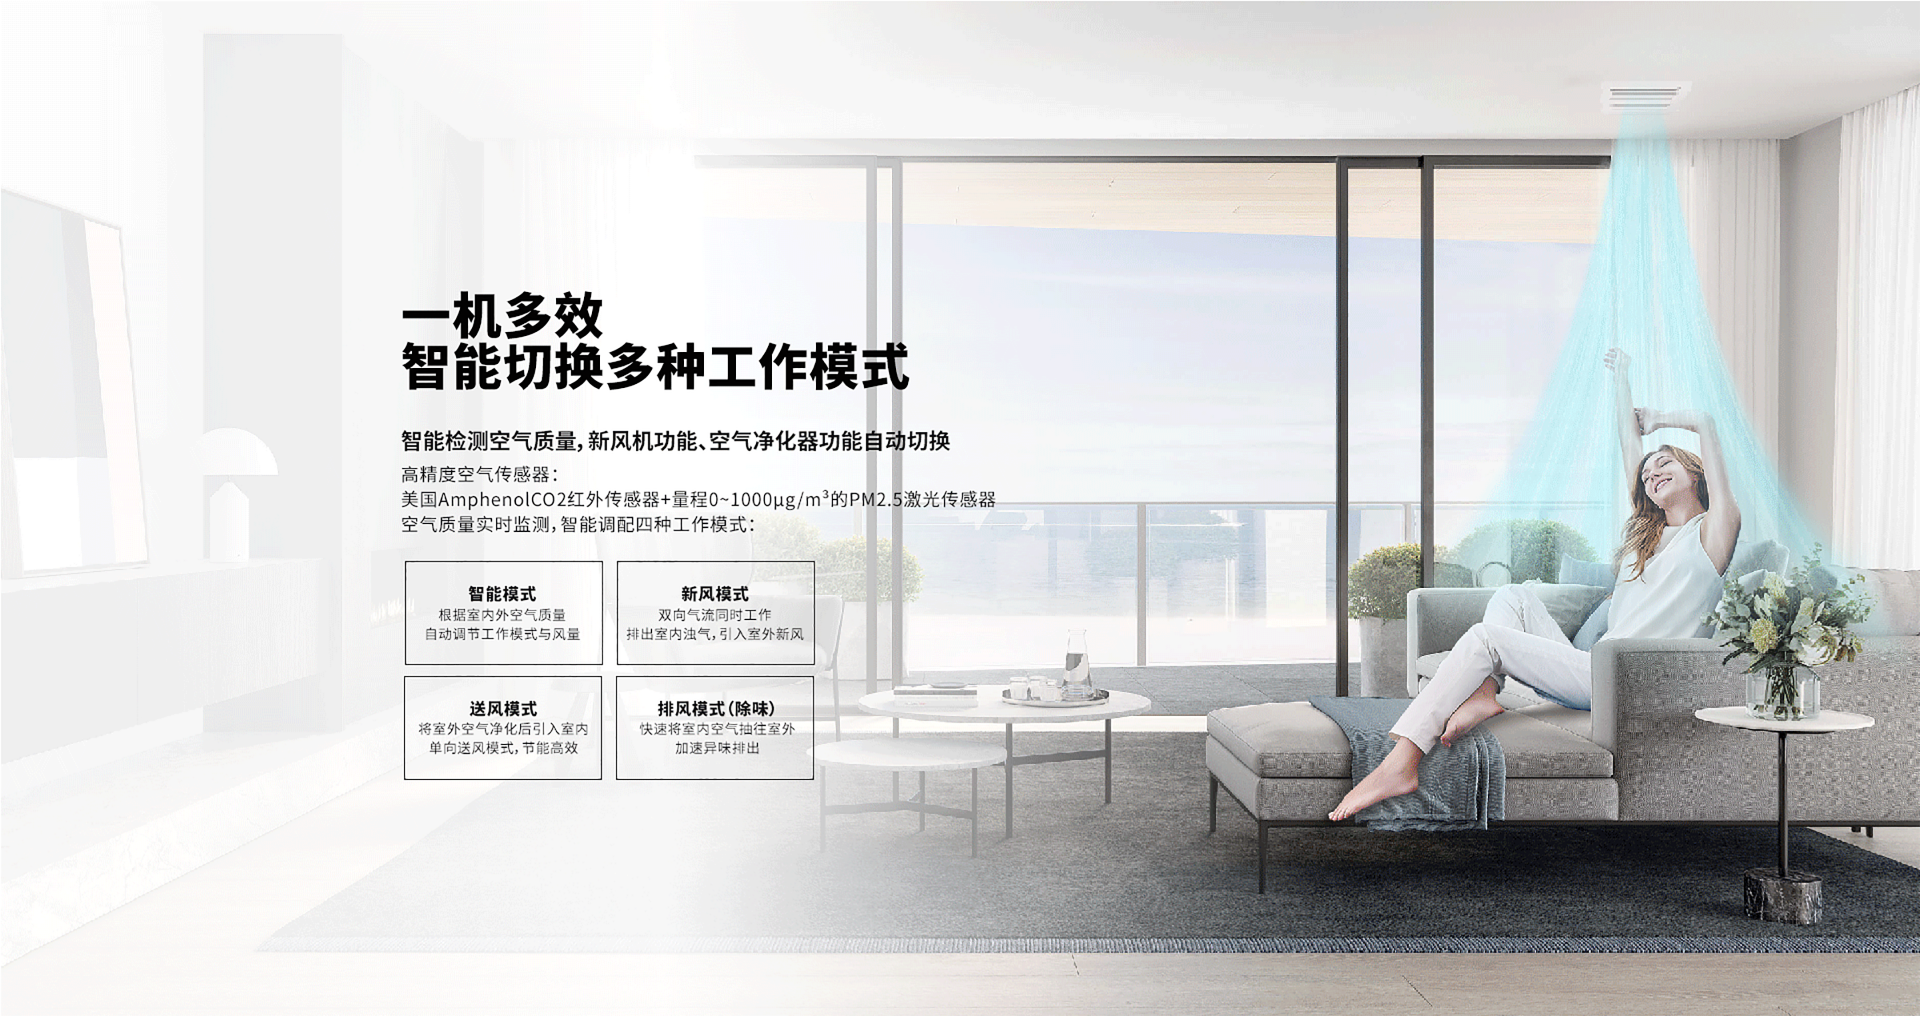 一机多效
智能切换多种工作模式
智能检测空气质量，新风机功能、空气净化器功能自动切换
高精度空气传感器：
美国AmphenolCO2红外传感器+量程0~1000μg/m³的PM2.5激光传感器
空气质量实时监测，智能调配四种工作模式：
智能模式
根据室内外空气质量
自动调节工作模式与风量
新风模式
双向气流同时工作
排出室内浊气，引入室外新风
送风模式
将室外空气净化后引入室内
单向送风模式，节能高效
排风模式（除味）
快速将室内空气抽往室外
加速异味排出